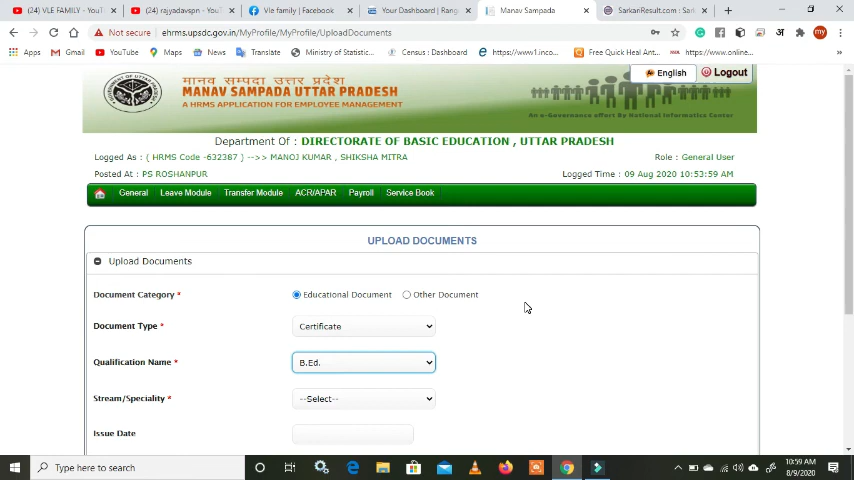 (24) VLE FAMILY - YouT
(24) rajyadavspn - YouT
Vle family | Facebook
Your Dashboard | Rang
Manav Sampada
SarkariResult.com : Sark
Not secure | ehrms.upsdc.gov.in/MyProfile/MyProfile/UploadDocuments
Apps
Gmail
YouTube
Maps
News
Translate
Ministry of Statistic...
Census : Dashboard
https://www1.inco...
Free Quick Heal Ant...
https://www.online...
मानव सम्पदा उत्तर प्रदेश
MANAV SAMPADA UTTAR PRADESH
A HRMS APPLICATION FOR EMPLOYEE MANAGEMENT
English
Logout
An e-Governance effort By National Informatics Center
Department Of : DIRECTORATE OF BASIC EDUCATION , UTTAR PRADESH
Logged As : ( HRMS Code -632387 ) -->> MANOJ KUMAR , SHIKSHA MITRA
Role : General User
Posted At : PS ROSHANPUR
Logged Time : 09 Aug 2020 10:53:59 AM
General
Leave Module
Transfer Module
ACR/APAR
Payroll
Service Book
UPLOAD DOCUMENTS
Upload Documents
Document Category *
Educational Document
Other Document
Document Type *
Certificate
Qualification Name *
B.Ed.
Stream/Speciality *
--Select--
Issue Date
Type here to search
10:59 AM
8/9/2020